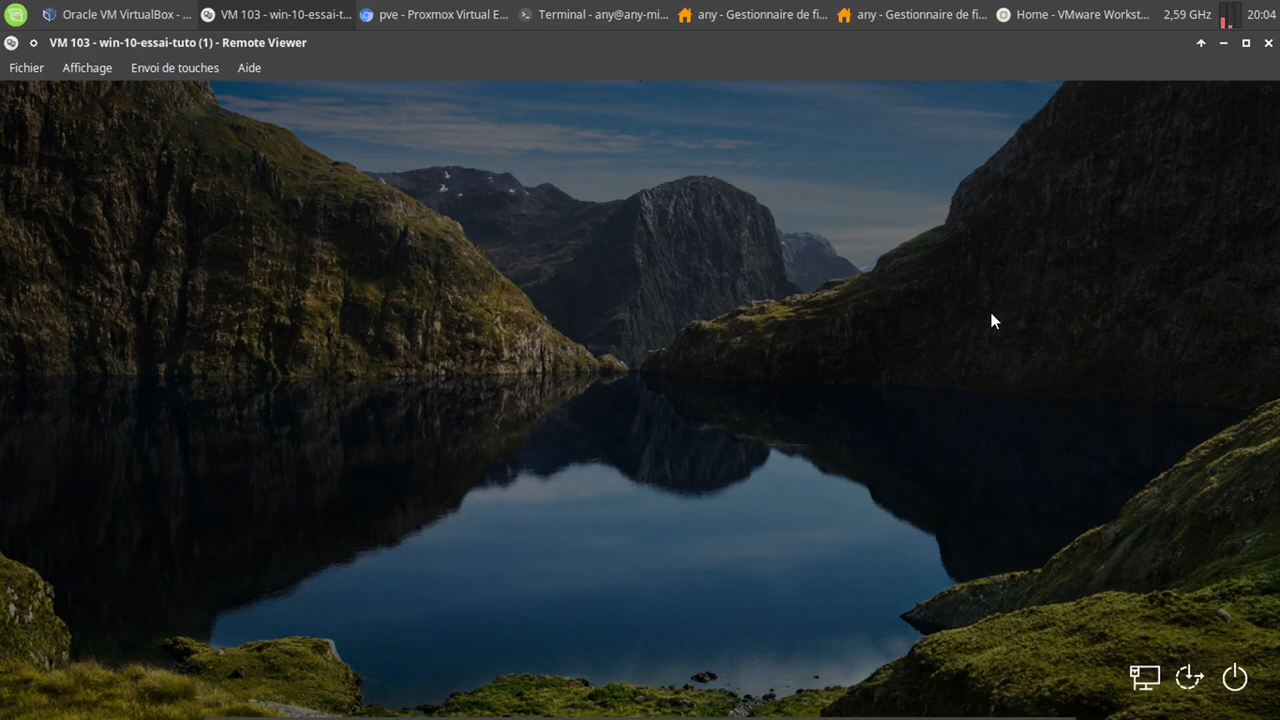 Oracle VM VirtualBox - ...
VM 103 - win-10-essai-t...
pve - Proxmox Virtual E...
Terminal - any@any-mi...
any - Gestionnaire de fi...
any - Gestionnaire de fi...
Home - VMware Workst...
2,59 GHz
20:04
VM 103 - win-10-essai-tuto (1) - Remote Viewer
Fichier
Affichage
Envoi de touches
Aide